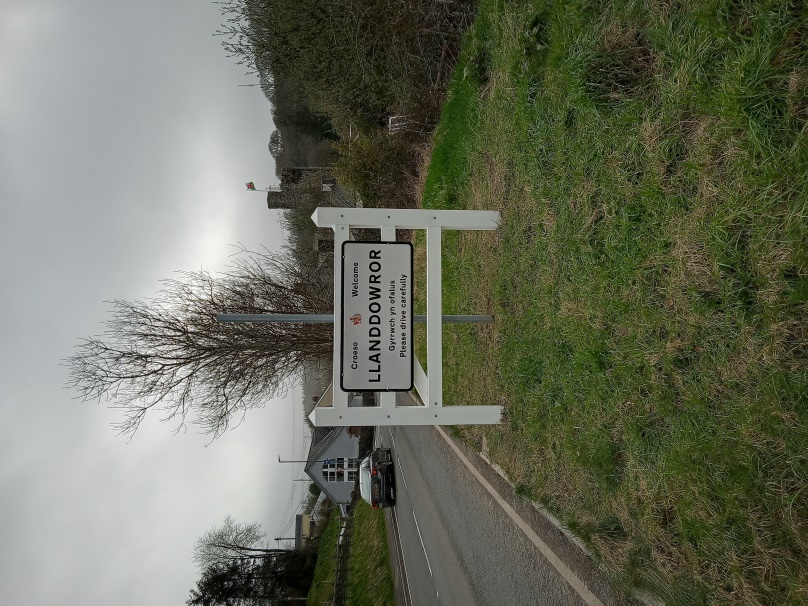 Croeso Welcome
LLANDDOWROR
Gyrrwch yn ofalus
Please drive carefully